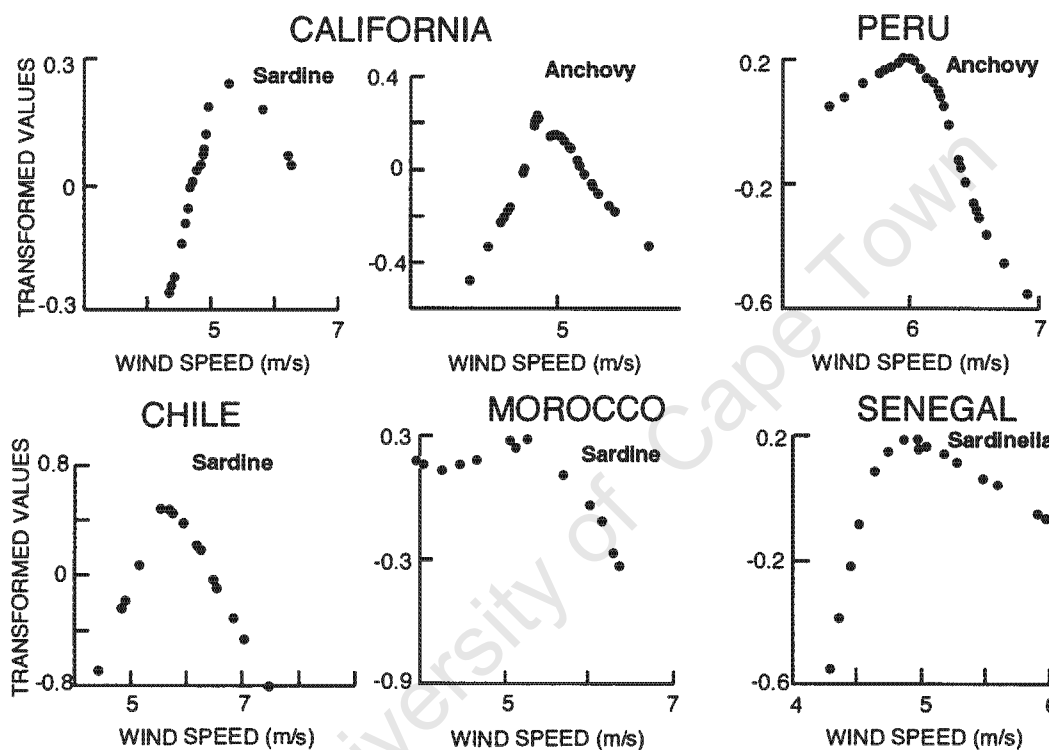 CALIFORNIA
PERU
TRANSFORMED VALUES
0.3
0
-0.3
Sardine
5
7
WIND SPEED (m/s)
0.4
0
-0.4
Anchovy
5
WIND SPEED (m/s)
0.2
-0.2
-0.6
Anchovy
6
7
WIND SPEED (m/s)
CHILE
MOROCCO
SENEGAL
TRANSFORMED VALUES
0.8
0
-0.8
Sardine
5
7
WIND SPEED (m/s)
0.3
-0.3
-0.9
Sardine
5
7
WIND SPEED (m/s)
0.2
-0.2
-0.6
Sardinella
4
5
6
WIND SPEED (m/s)
versity of Cape Town